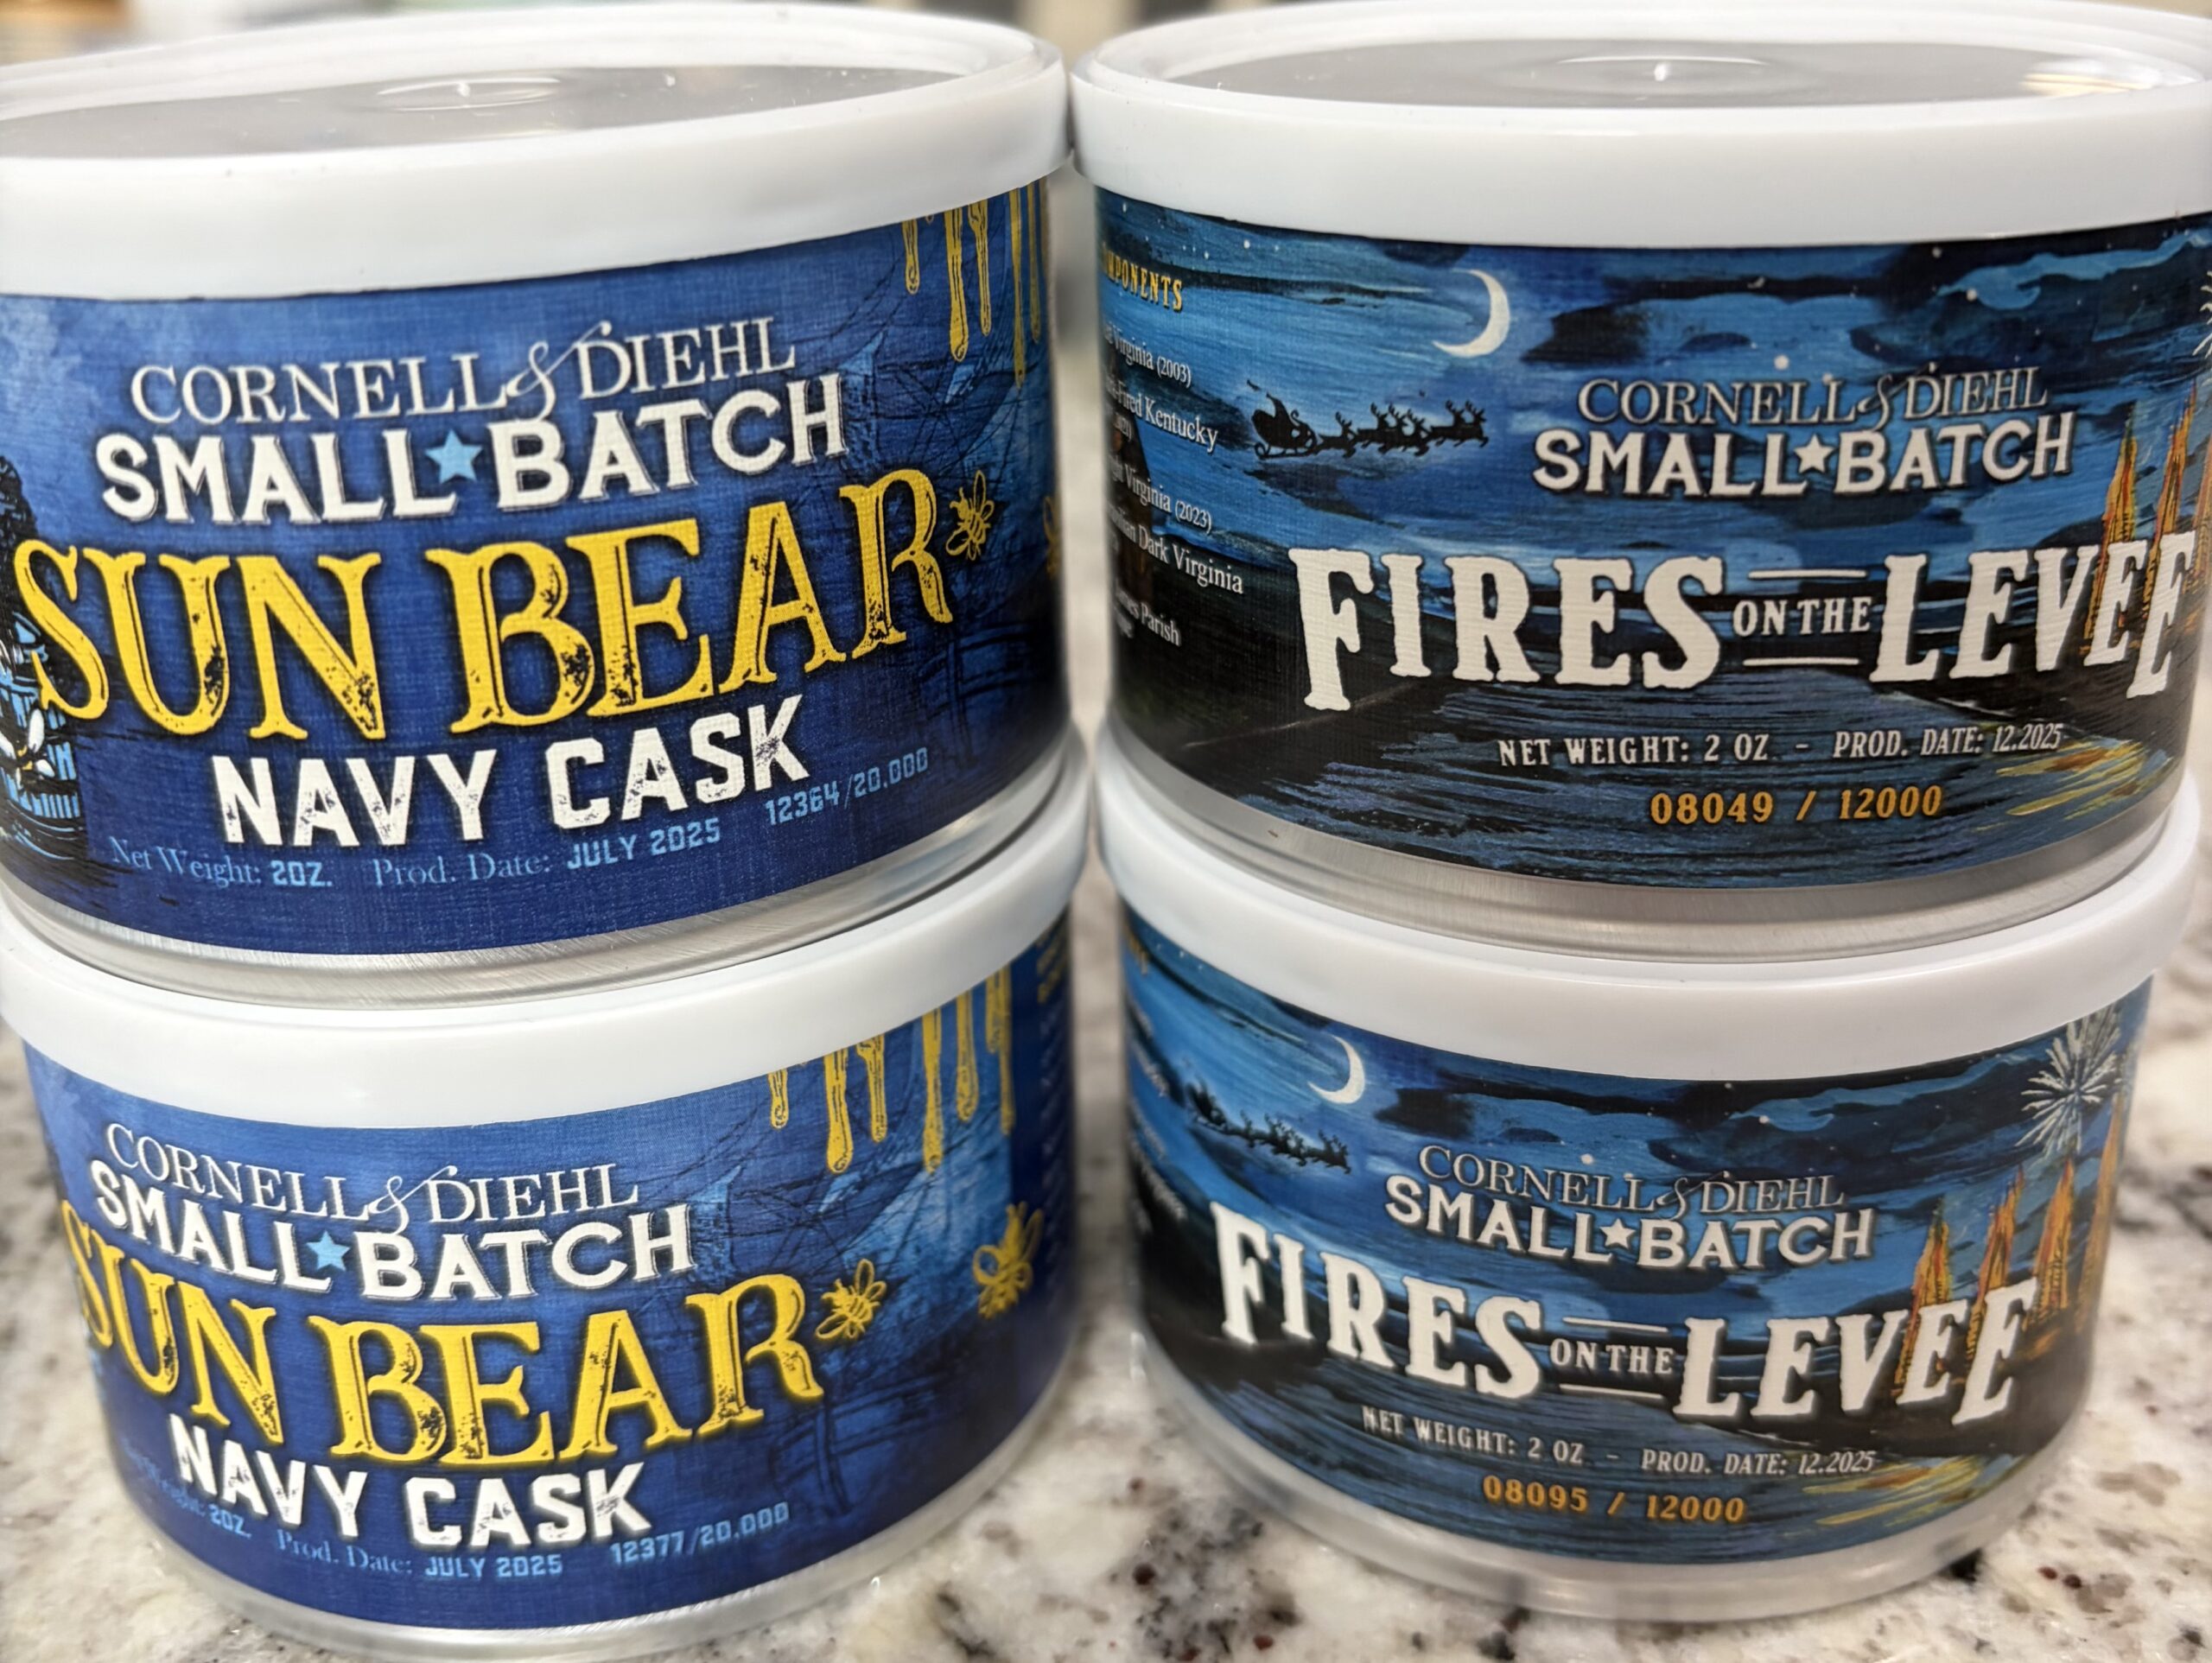 CORNELL & DIEHL
SMALL★BATCH
SUN BEAR
NAVY CASK
12364/20,000
Net Weight: 2OZ. Prod. Date: JULY 2025
Virginia (2003)
Fired Kentucky
Virginia (2023)
Dark Virginia
Parish
CORNELL & DIEHL
SMALL★BATCH
FIRES ON THE LEVEE
NET WEIGHT: 2 OZ - PROD. DATE: 12.2025
08049 / 12000
CORNELL & DIEHL
SMALL★BATCH
SUN BEAR
NAVY CASK
2OZ. Prod. Date: JULY 2025 12377/20,000
CORNELL & DIEHL
SMALL★BATCH
FIRES ON THE LEVEE
NET WEIGHT: 2 OZ - PROD. DATE: 12.2025
08095 / 12000